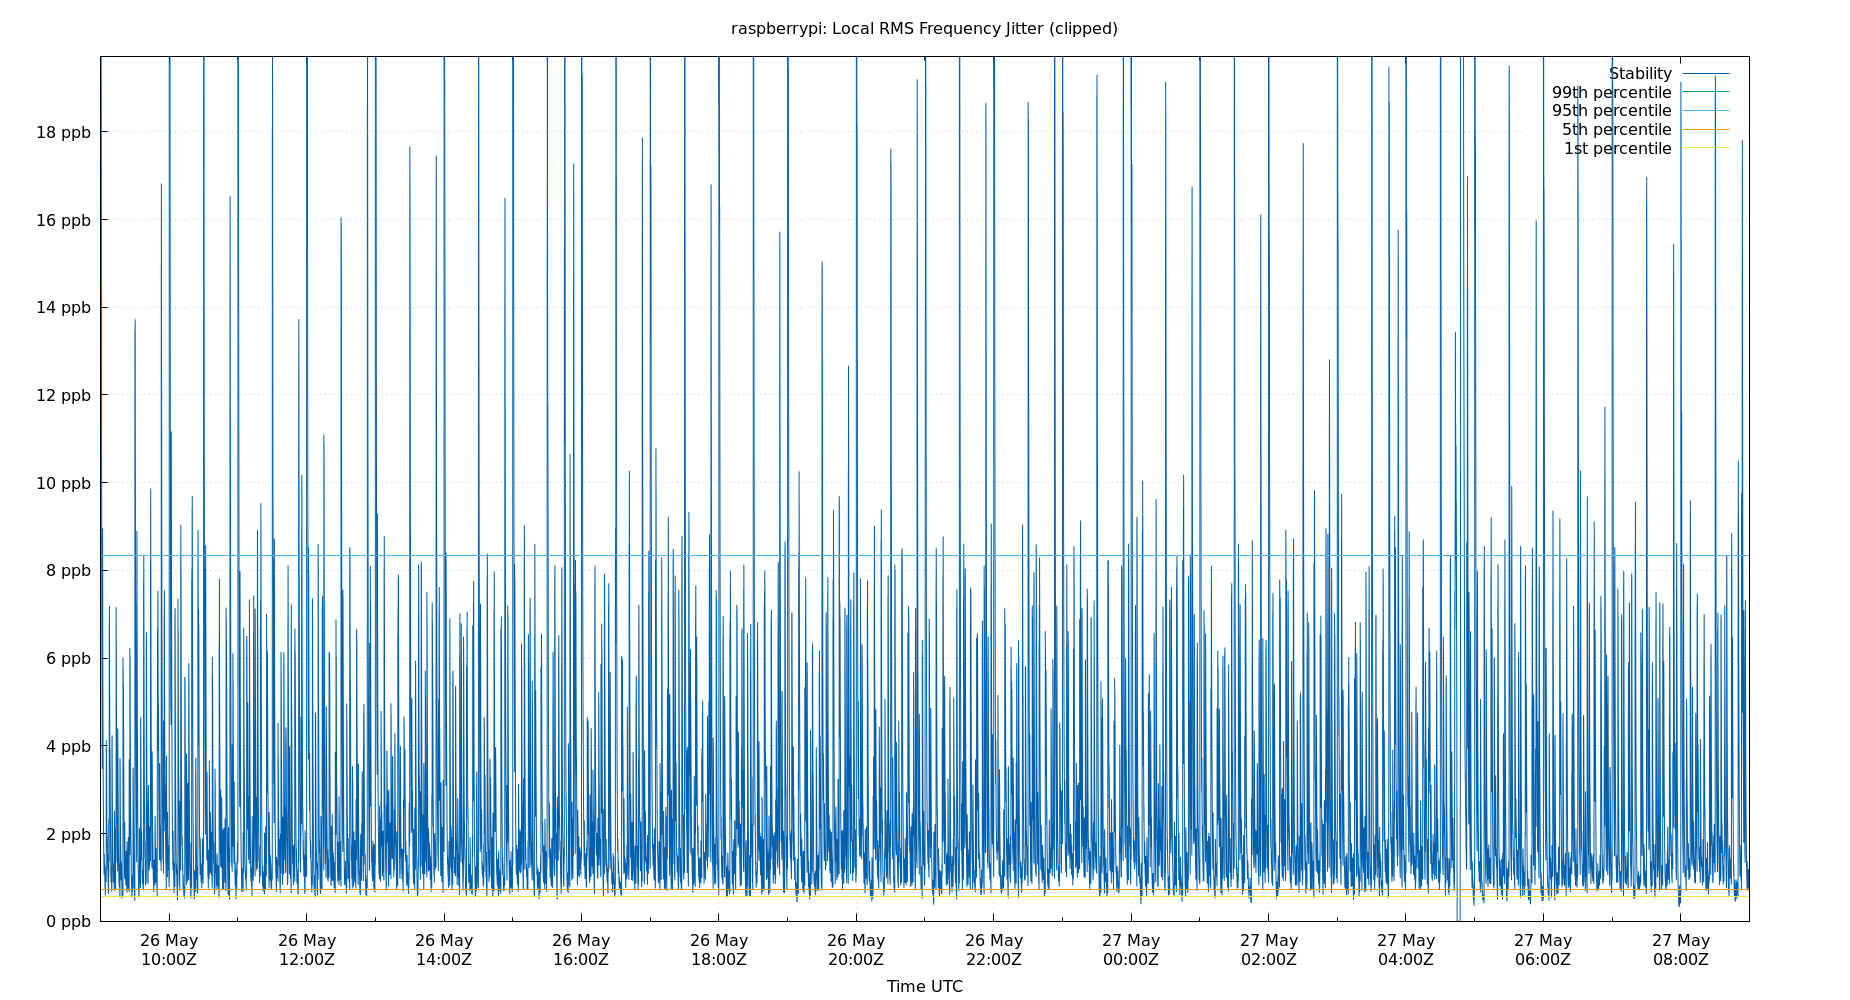 raspberrypi: Local RMS Frequency Jitter (clipped)
Stability
99th percentile
95th percentile
5th percentile
1st percentile
18 ppb
16 ppb
14 ppb
12 ppb
10 ppb
8 ppb
6 ppb
4 ppb
2 ppb
0 ppb
26 May 26 May 26 May 26 May 26 May 26 May 26 May 27 May 27 May 27 May 27 May 27 May
10:00Z 12:00Z 14:00Z 16:00Z 18:00Z 20:00Z 22:00Z 00:00Z 02:00Z 04:00Z 06:00Z 08:00Z
Time UTC